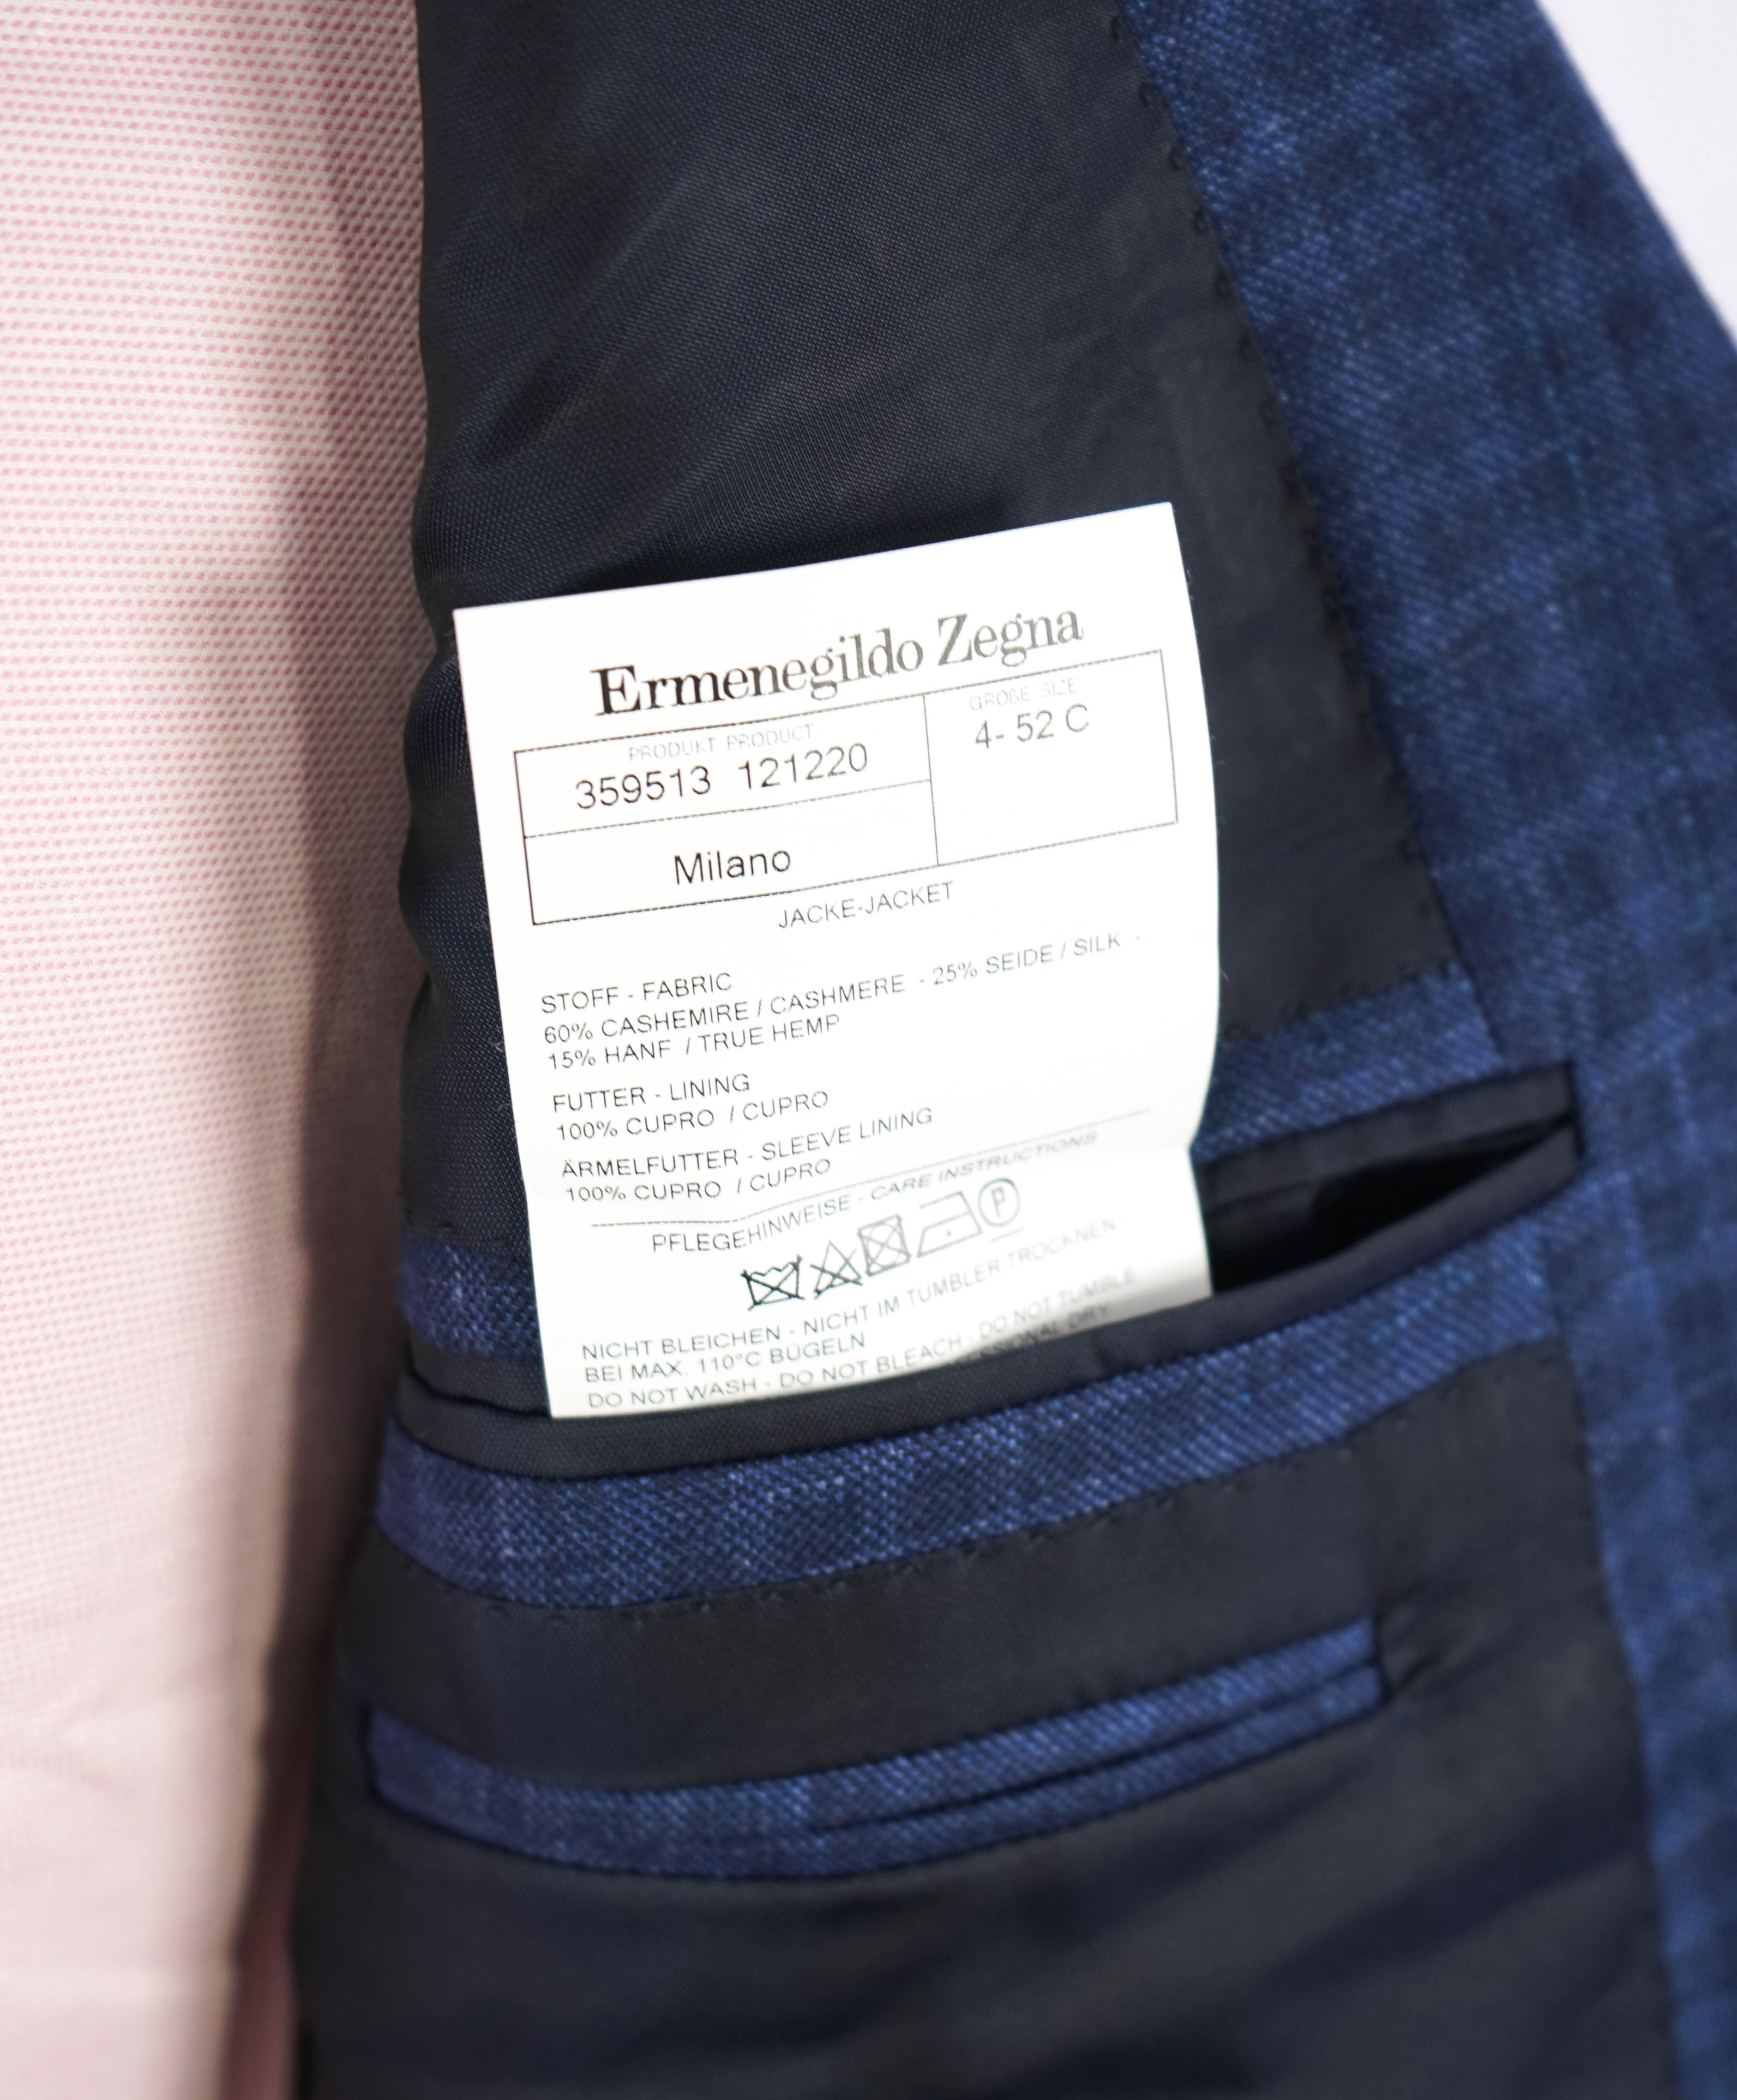 Ermenegildo Zegna
PRODUKT PRODUCT
359513 121220
GRÖBE SIZE
4- 52 C
Milano
JACKE-JACKET
STOFF - FABRIC
60% CASHEMIRE / CASHMERE - 25% SEIDE / SILK -
15% HANF / TRUE HEMP
FUTTER - LINING
100% CUPRO / CUPRO
ÄRMELFUTTER - SLEEVE LINING
100% CUPRO / CUPRO
PFLEGEHINWEISE - CARE INSTRUCTIONS
P
NICHT BLEICHEN - NICHT IM TUMBLER TROCKNEN
BEI MAX. 110°C BÜGELN
DO NOT WASH - DO NOT BLEACH - DO NOT TUMBLE
DRY